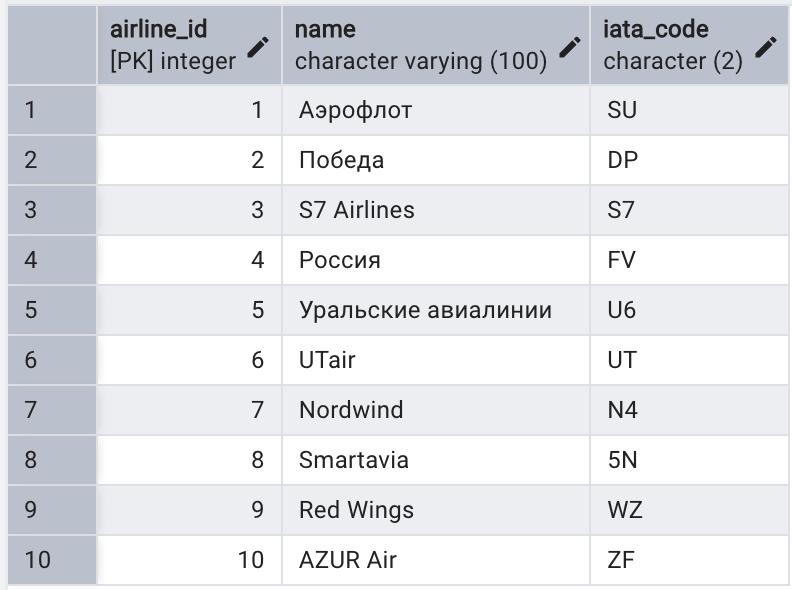 airline_id name iata_code
[PK] integer character varying (100) character (2)
1 1 Аэрофлот SU
2 2 Победа DP
3 3 S7 Airlines S7
4 4 Россия FV
5 5 Уральские авиалинии U6
6 6 UTair UT
7 7 Nordwind N4
8 8 Smartavia 5N
9 9 Red Wings WZ
10 10 AZUR Air ZF